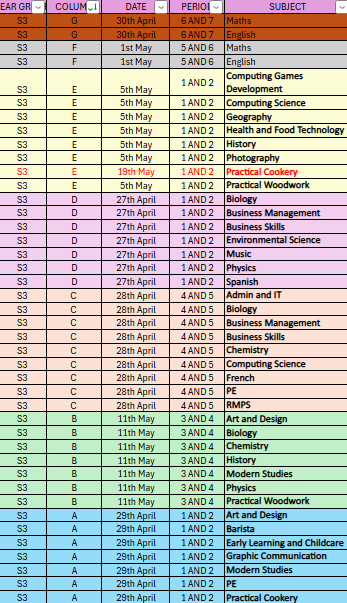 EAR GR COLUM DATE PERIOD SUBJECT
S3 G 30th April 6 AND 7 Maths
S3 G 30th April 6 AND 7 English
S3 F 1st May 5 AND 6 Maths
S3 F 1st May 5 AND 6 English
S3 E 5th May 1 AND 2 Computing Games
Development
S3 E 5th May 1 AND 2 Computing Science
S3 E 5th May 1 AND 2 Geography
S3 E 5th May 1 AND 2 Health and Food Technology
S3 E 5th May 1 AND 2 History
S3 E 5th May 1 AND 2 Photography
S3 E 19th May 1 AND 2 Practical Cookery
S3 E 5th May 1 AND 2 Practical Woodwork
S3 D 27th April 1 AND 2 Biology
S3 D 27th April 1 AND 2 Business Management
S3 D 27th April 1 AND 2 Business Skills
S3 D 27th April 1 AND 2 Environmental Science
S3 D 27th April 1 AND 2 Music
S3 D 27th April 1 AND 2 Physics
S3 D 27th April 1 AND 2 Spanish
S3 C 28th April 4 AND 5 Admin and IT
S3 C 28th April 4 AND 5 Biology
S3 C 28th April 4 AND 5 Business Management
S3 C 28th April 4 AND 5 Business Skills
S3 C 28th April 4 AND 5 Chemistry
S3 C 28th April 4 AND 5 Computing Science
S3 C 28th April 4 AND 5 French
S3 C 28th April 4 AND 5 PE
S3 C 28th April 4 AND 5 RMPS
S3 B 11th May 3 AND 4 Art and Design
S3 B 11th May 3 AND 4 Biology
S3 B 11th May 3 AND 4 Chemistry
S3 B 11th May 3 AND 4 History
S3 B 11th May 3 AND 4 Modern Studies
S3 B 11th May 3 AND 4 Physics
S3 B 11th May 3 AND 4 Practical Woodwork
S3 A 29th April 1 AND 2 Art and Design
S3 A 29th April 1 AND 2 Barista
S3 A 29th April 1 AND 2 Early Learning and Childcare
S3 A 29th April 1 AND 2 Graphic Communication
S3 A 29th April 1 AND 2 Modern Studies
S3 A 29th April 1 AND 2 PE
S3 A 29th April 1 AND 2 Practical Cookery